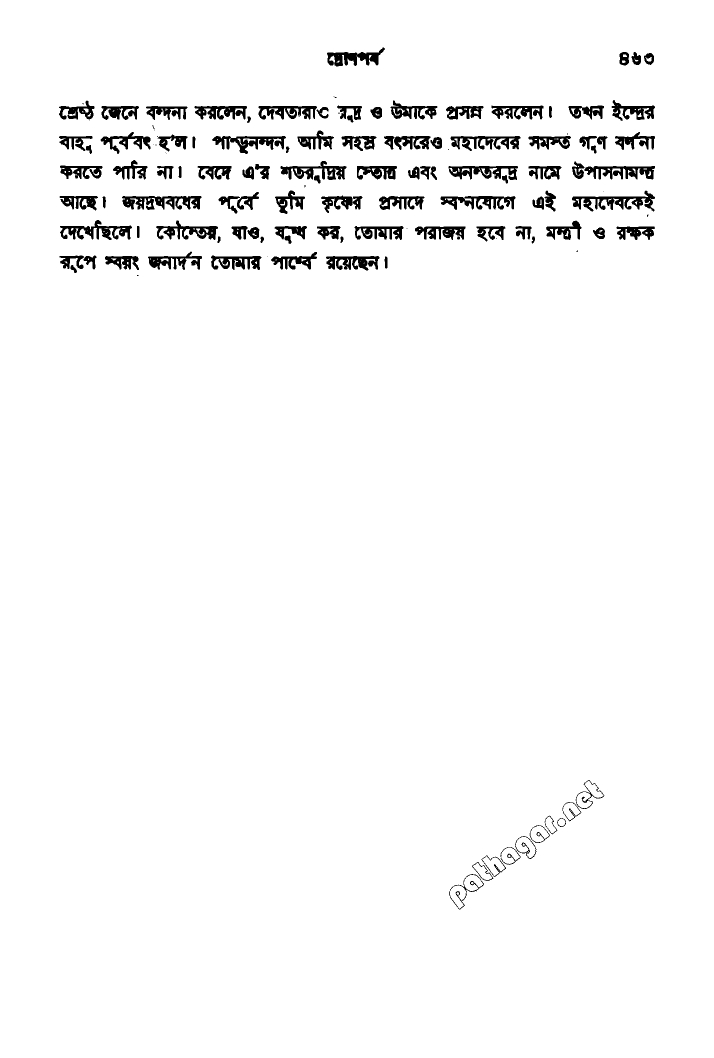 দ্রোণপর্ব ৪৬৩
শ্রেষ্ঠ জেনে বন্দনা করলেন, দেবতারাও রুদ্র ও উমাকে প্রসন্ন করলেন। তখন ইন্দ্রের
বাহু পূর্ববৎ হ'ল। পাণ্ডুনন্দন, আমি সহস্র বৎসরেও মহাদেবের সমস্ত গুণ বর্ণনা
করতে পারি না। বেদে এ'র শতরুদ্রিয় স্তোত্র এবং অনন্তরুদ্র নামে উপাসনামন্ত্র
আছে। জয়দ্রথবধের পূর্বে তুমি কৃষ্ণের প্রসাদে স্বপ্নযোগে এই মহাদেবকেই
দেখেছিলে। কৌন্তেয়, যাও, যুদ্ধ কর, তোমার পরাজয় হবে না, মন্ত্রী ও রক্ষক
রূপে স্বয়ং জনার্দন তোমার পার্শ্বে রয়েছেন।
pathagar.net